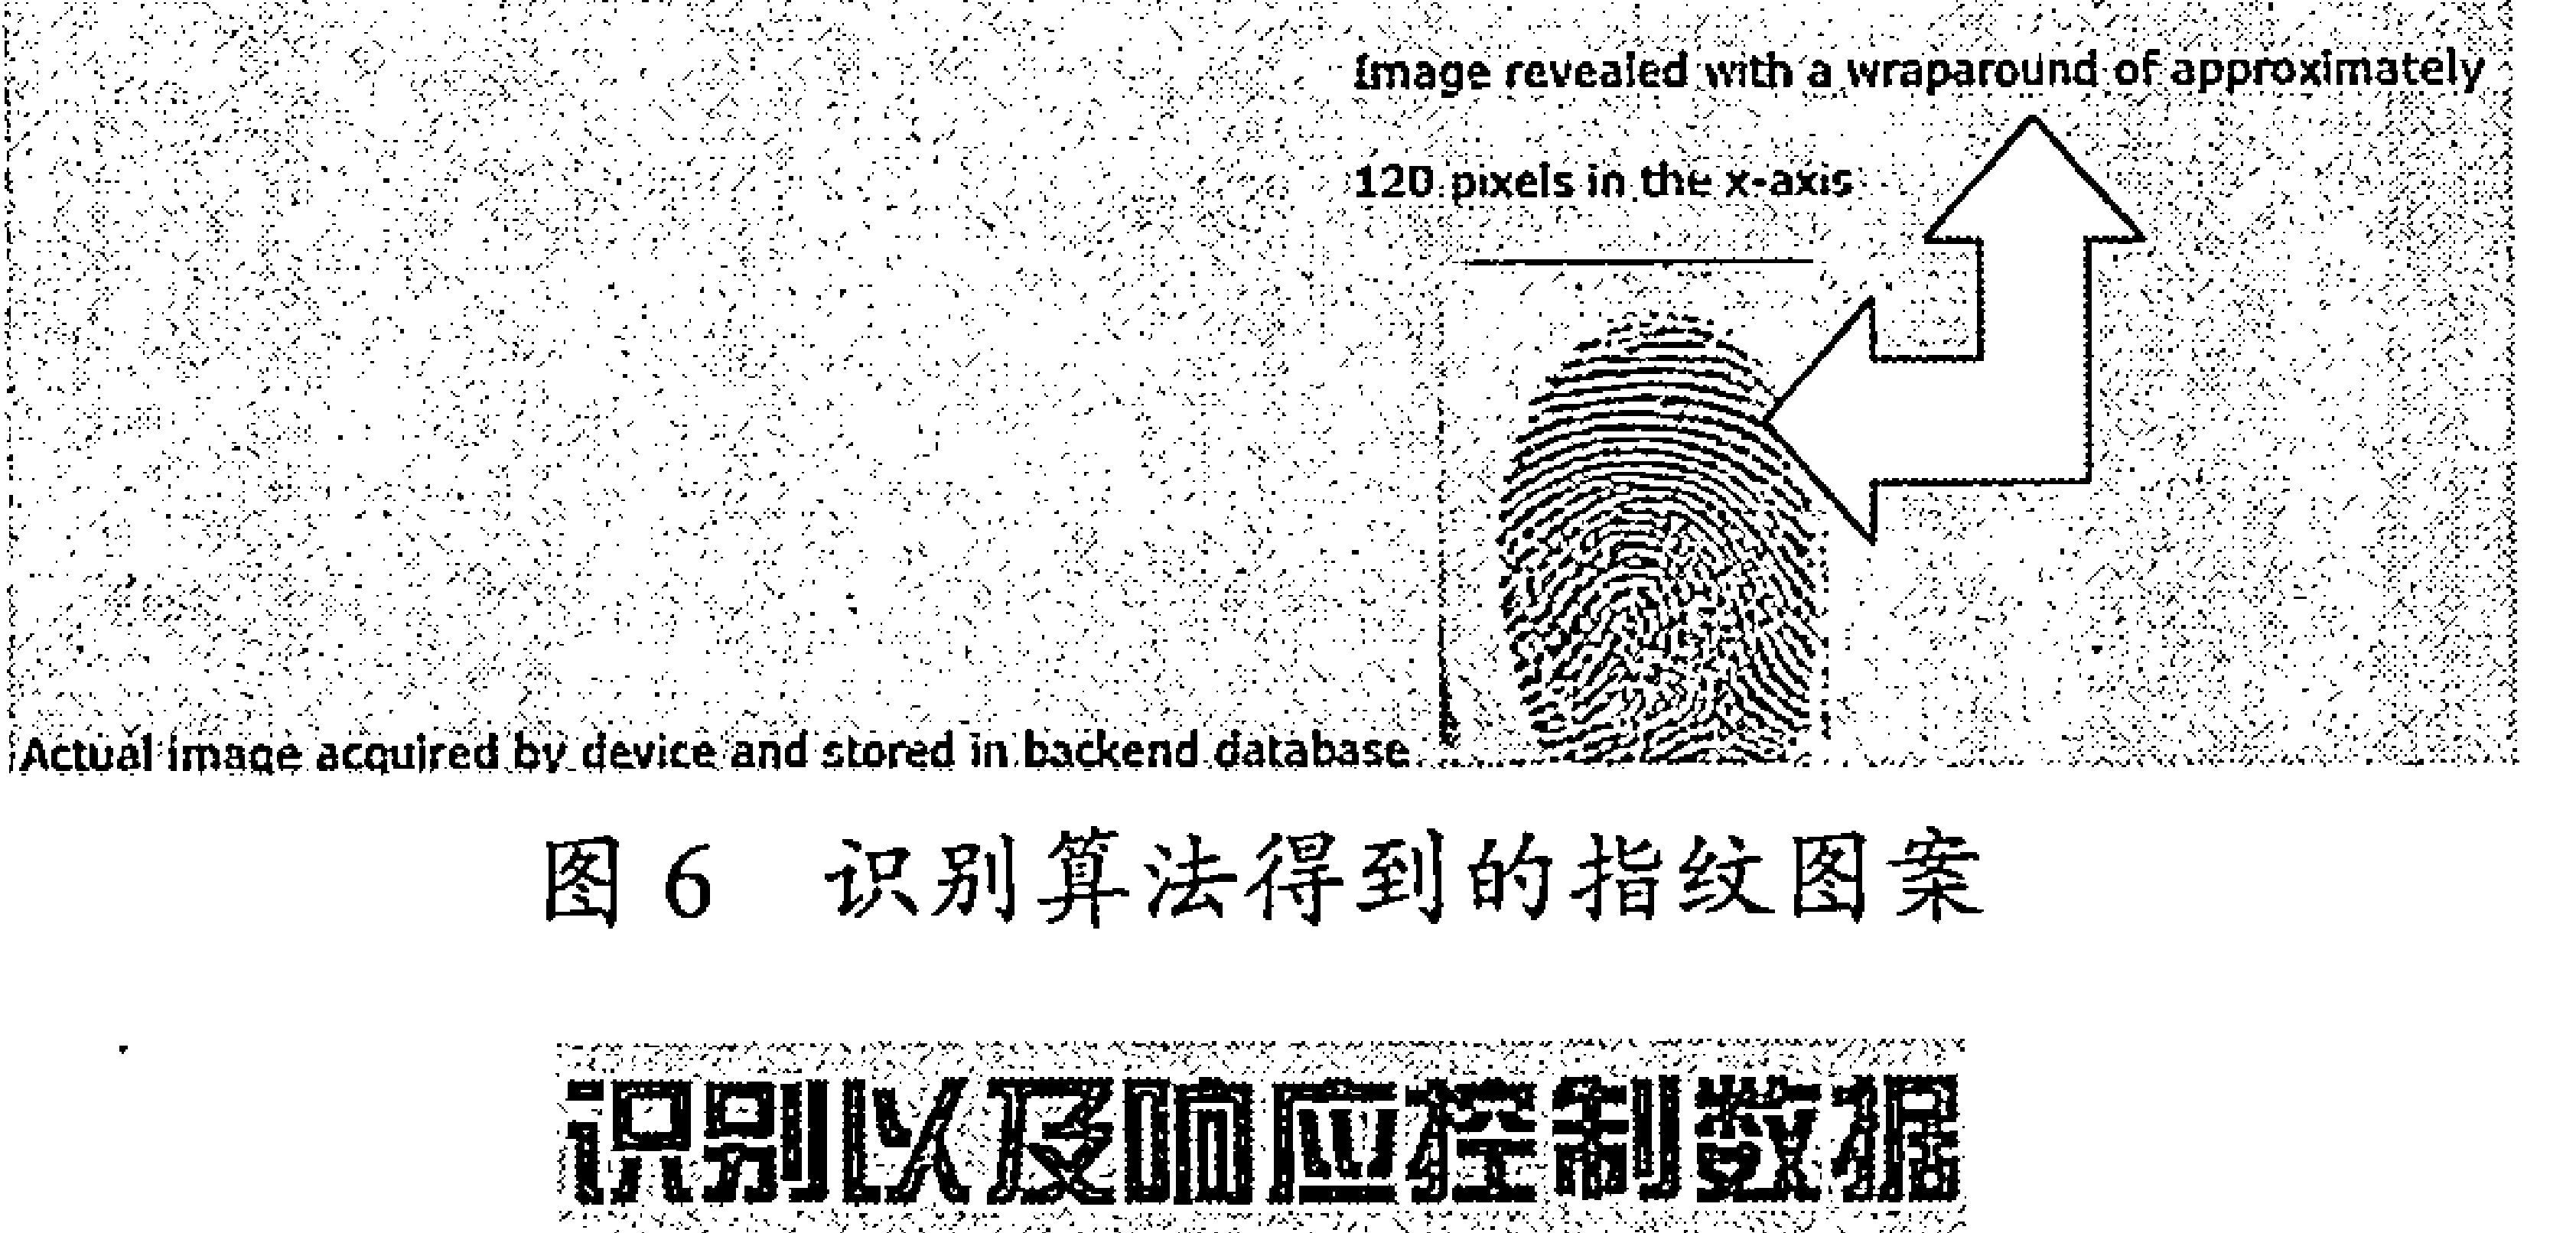 Image revealed with a wraparound of approximately
120 pixels in the x-axis
Actual image acquired by device and stored in backend database
图 6 识别算法得到的指纹图案
识别以及响应控制数据